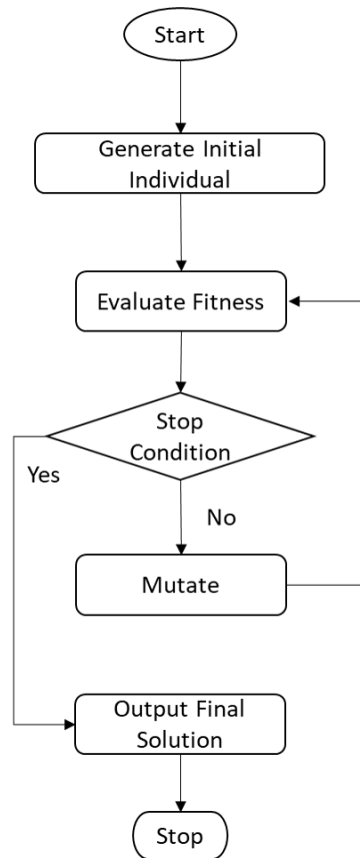 Start
Generate Initial
Individual
Evaluate Fitness
Stop
Condition
Yes
No
Mutate
Output Final
Solution
Stop